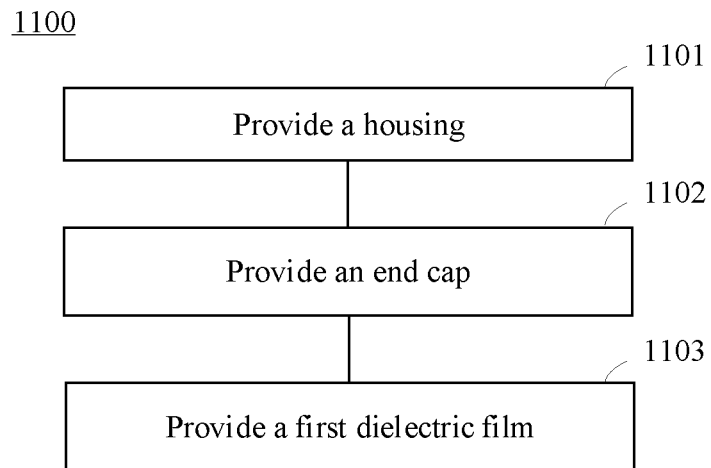 1100
1101
Provide a housing
1102
Provide an end cap
1103
Provide a first dielectric film